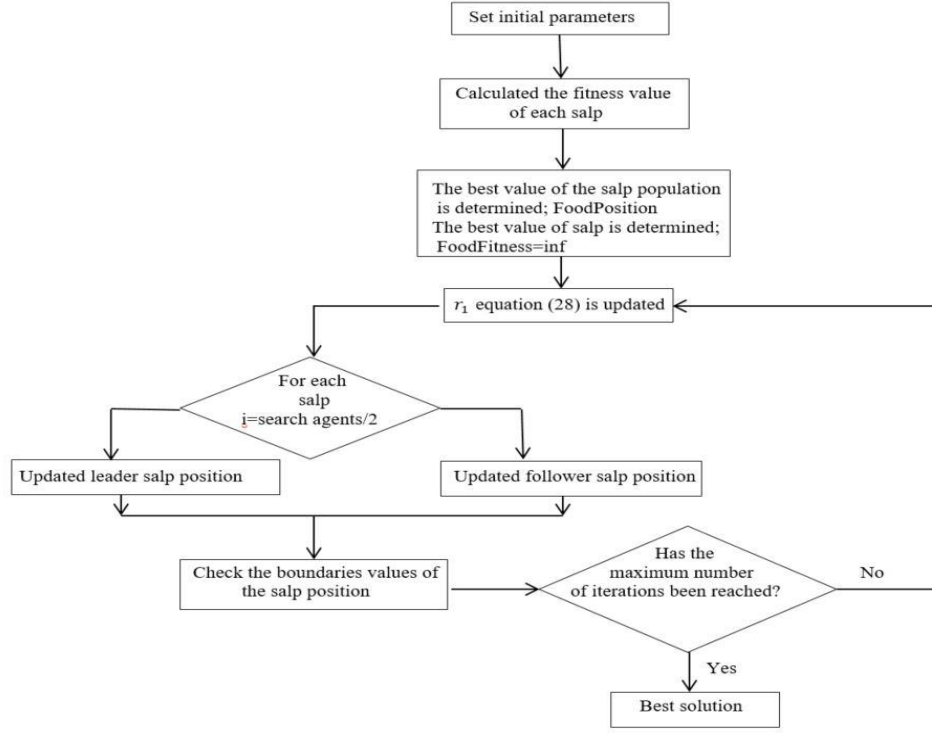 Set initial parameters
Calculated the fitness value
of each salp
The best value of the salp population
is determined; FoodPosition
The best value of salp is determined;
FoodFitness=inf
r₁ equation (28) is updated
For each
salp
i=search agents/2
Updated leader salp position
Updated follower salp position
Check the boundaries values of
the salp position
Has the
maximum number
of iterations been reached?
No
Yes
Best solution